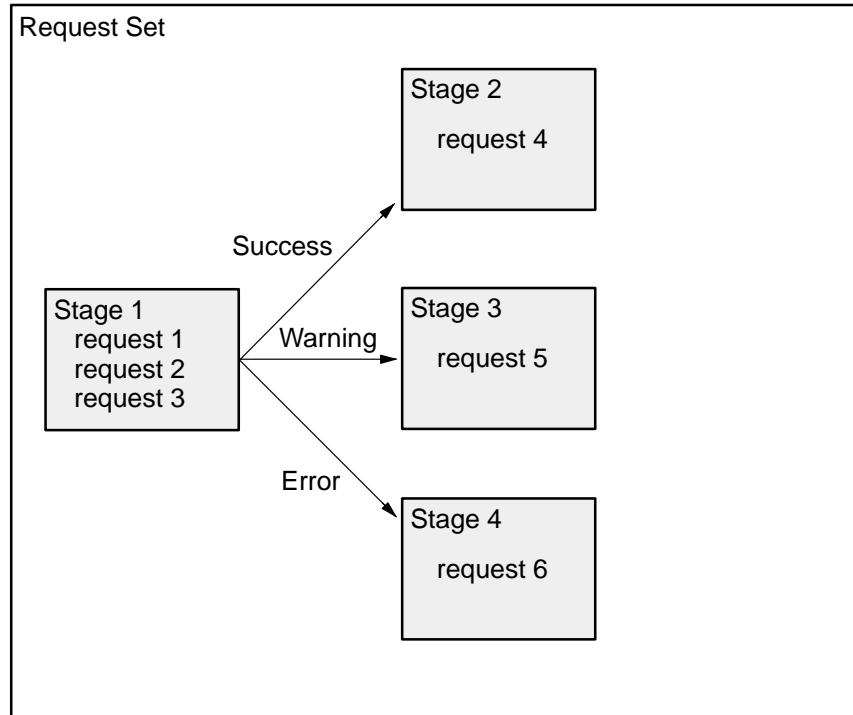 Request Set
Stage 2
request 4
Success
Stage 1
request 1
request 2
request 3
Warning
Stage 3
request 5
Error
Stage 4
request 6